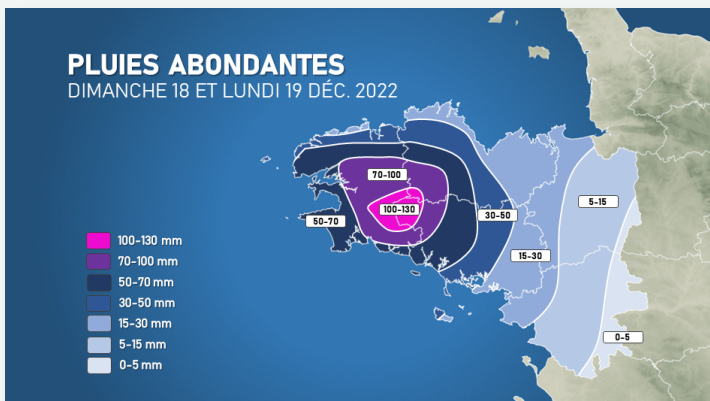 PLUIES ABONDANTES
DIMANCHE 18 ET LUNDI 19 DÉC. 2022
70-100
100-130
50-70
30-50
5-15
15-30
0-5
100-130 mm
70-100 mm
50-70 mm
30-50 mm
15-30 mm
5-15 mm
0-5 mm